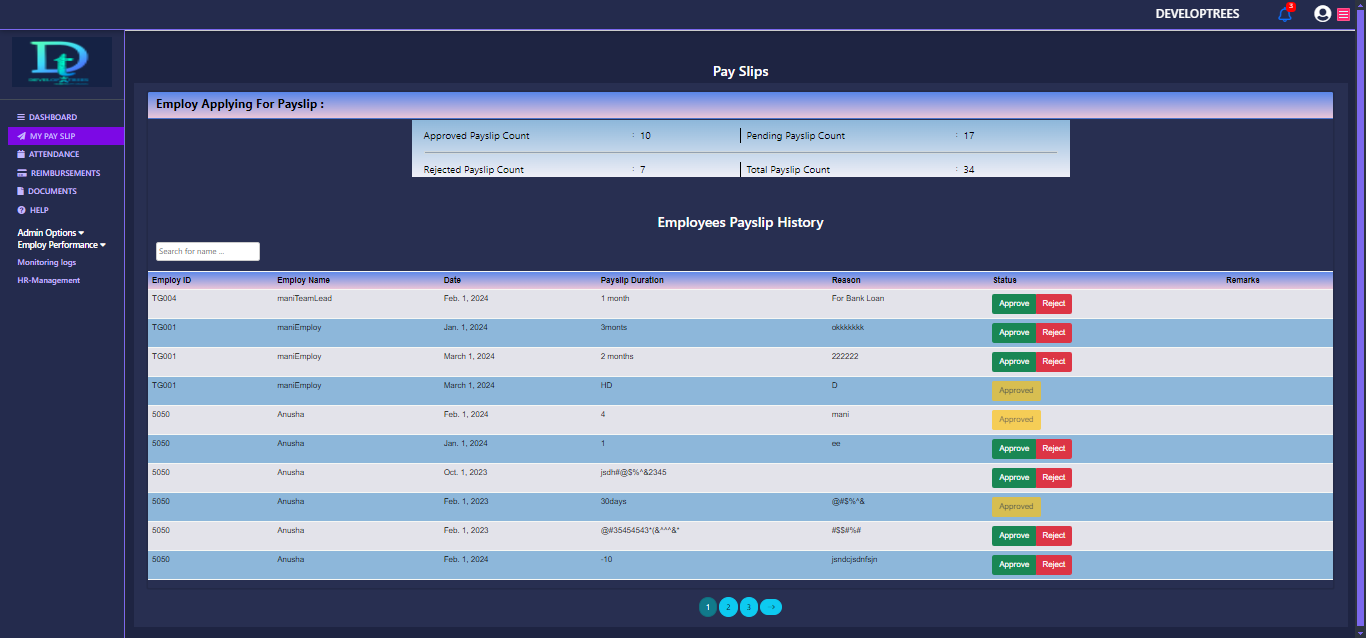 DEVELOPTREES
3
Dt
DASHBOARD
MY PAY SLIP
ATTENDANCE
REIMBURSEMENTS
DOCUMENTS
HELP
Admin Options
Employ Performance
Monitoring logs
HR-Management
Pay Slips
Employ Applying For Payslip :
Approved Payslip Count : 10 Pending Payslip Count : 17
Rejected Payslip Count : 7 Total Payslip Count : 34
Employees Payslip History
Search for name ...
Employ ID Employ Name Date Payslip Duration Reason Status Remarks
TG004 maniTeamLead Feb. 1, 2024 1 month For Bank Loan Approve Reject
TG001 maniEmploy Jan. 1, 2024 3monts okkkkkkk Approve Reject
TG001 maniEmploy March 1, 2024 2 months 222222 Approve Reject
TG001 maniEmploy March 1, 2024 HD D Approved
5050 Anusha Feb. 1, 2024 4 mani Approved
5050 Anusha Jan. 1, 2024 1 ee Approve Reject
5050 Anusha Oct. 1, 2023 jsdh#@$%^&2345 Approve Reject
5050 Anusha Feb. 1, 2023 30days @#$%^& Approved
5050 Anusha Feb. 1, 2023 @#35454543*(&^^^&* #$$#%# Approve Reject
5050 Anusha Feb. 1, 2024 -10 jsndcjsdnfsjn Approve Reject
1 2 3 →